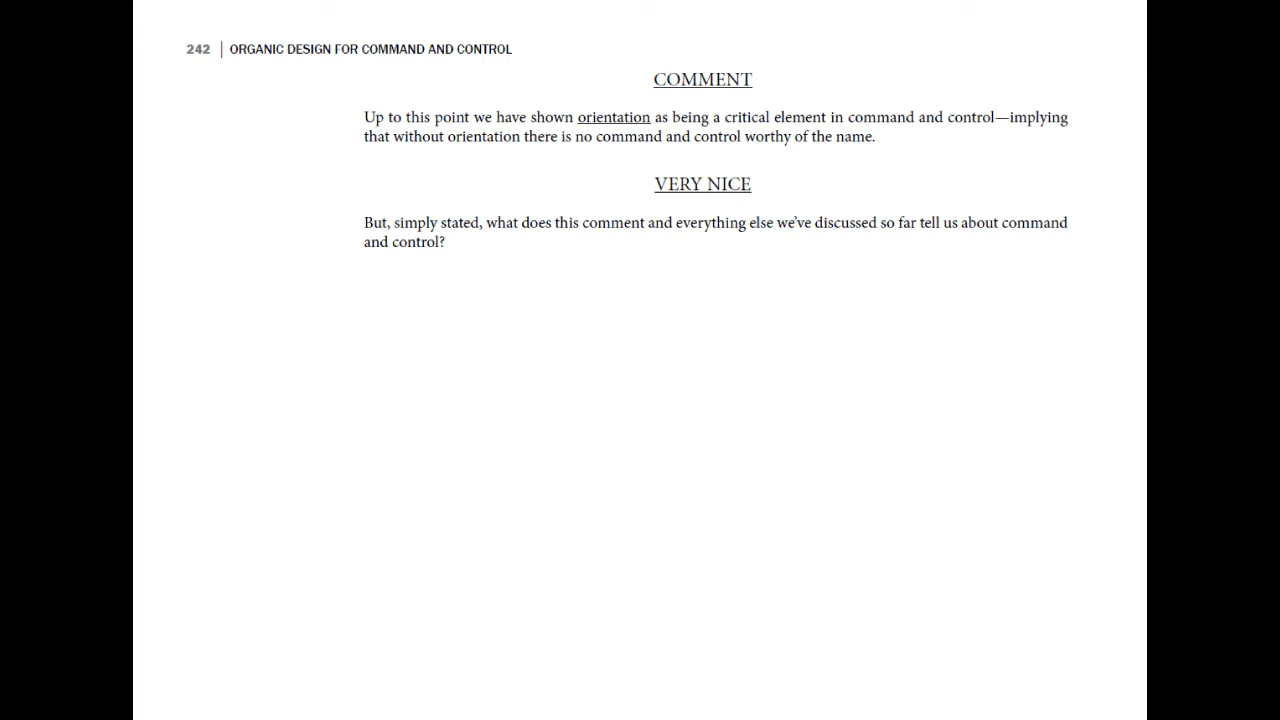 242 | ORGANIC DESIGN FOR COMMAND AND CONTROL
COMMENT
Up to this point we have shown orientation as being a critical element in command and control—implying
that without orientation there is no command and control worthy of the name.
VERY NICE
But, simply stated, what does this comment and everything else we’ve discussed so far tell us about command
and control?